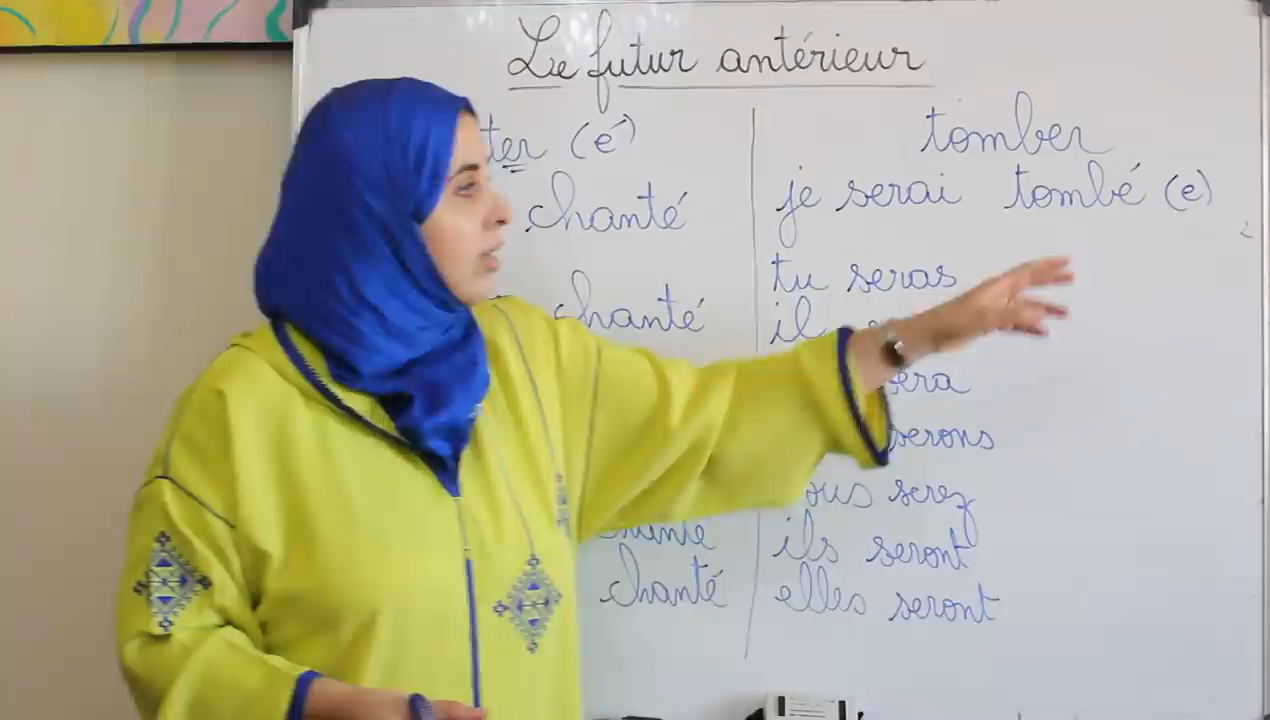 Le futur antérieur
ter (é)
chanté
chanté
chanté
chanté
tomber
je serai tombé (e)
tu seras
il
era
serons
ous serez
ils seront
elles seront